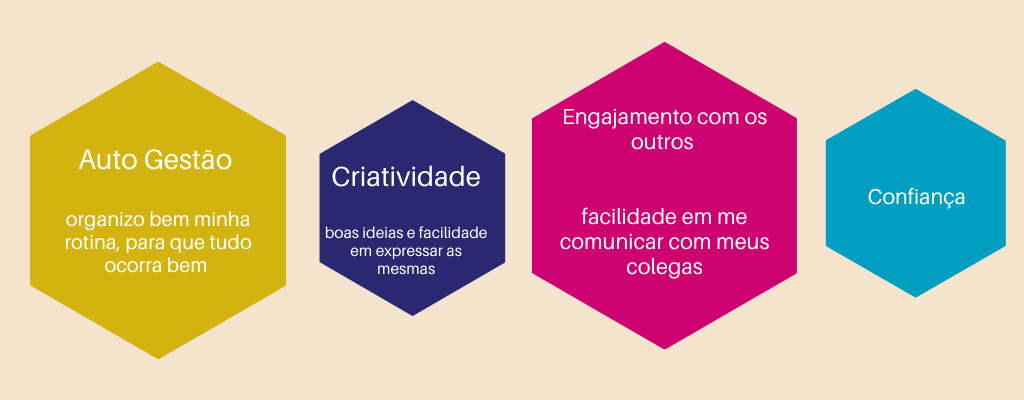 Auto Gestão
organizo bem minha
rotina, para que tudo
ocorra bem
Criatividade
boas ideias e facilidade
em expressar as
mesmas
Engajamento com os
outros
facilidade em me
comunicar com meus
colegas
Confiança